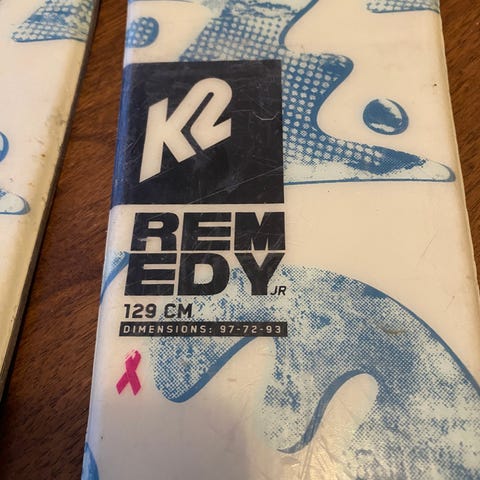 K2
REM
EDY JR
129 CM
DIMENSIONS: 97-72-93